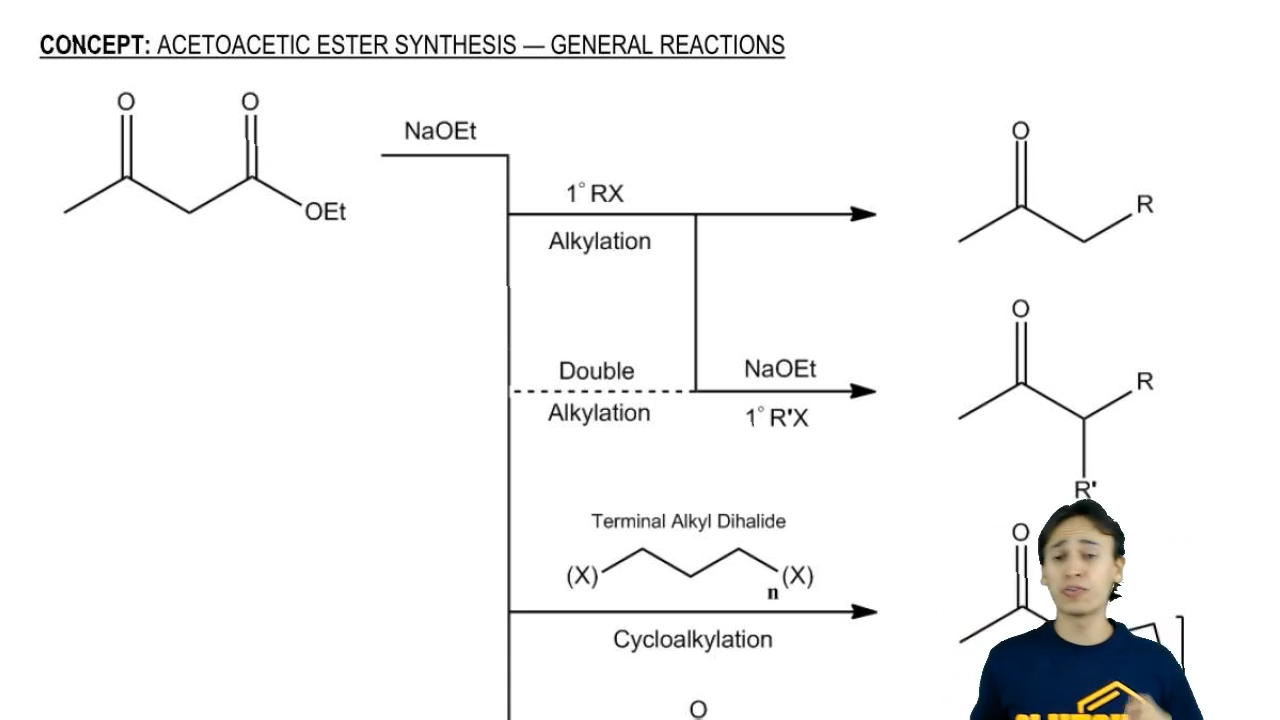 CONCEPT: ACETOACETIC ESTER SYNTHESIS — GENERAL REACTIONS
O O
OEt
NaOEt
1° RX
Alkylation
O
R
Double
Alkylation
NaOEt
1° R'X
O
R
R'
Terminal Alkyl Dihalide
(X) (X)
n
Cycloalkylation
O
O